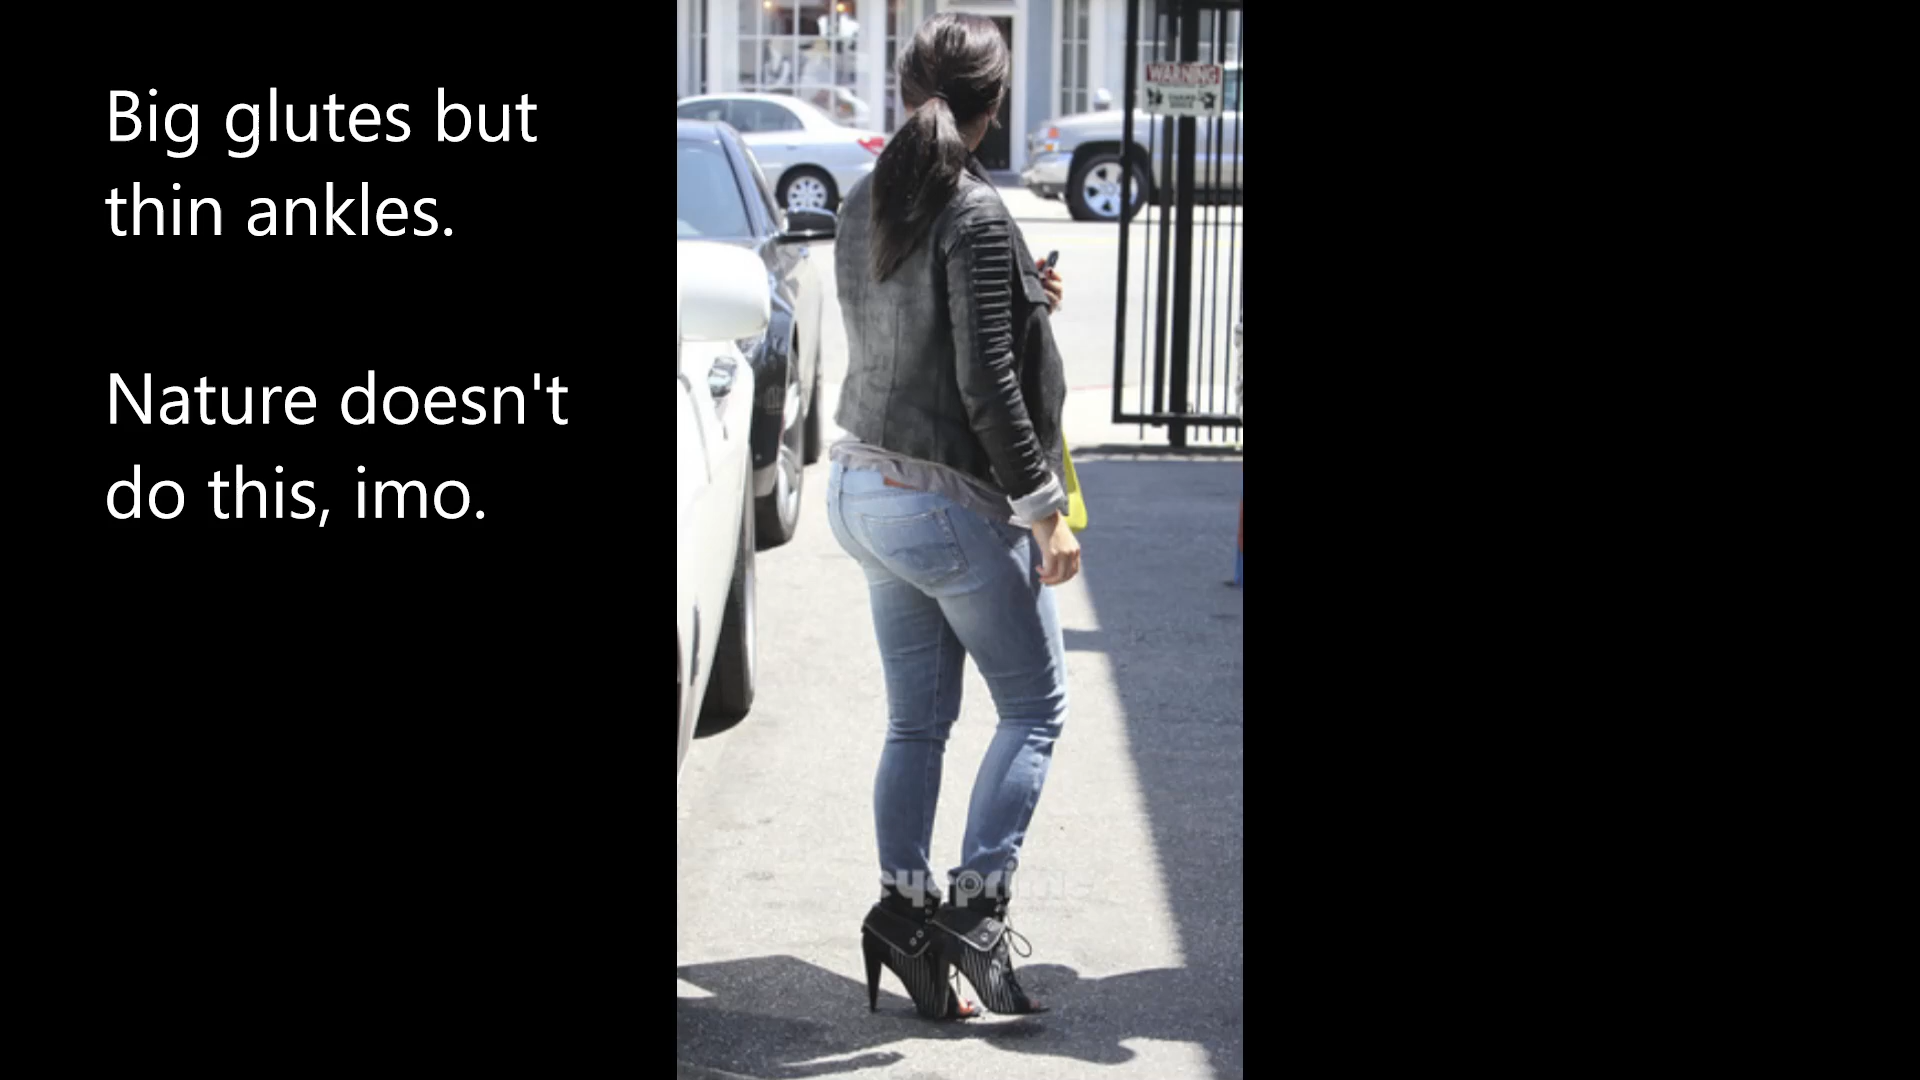 Big glutes but
thin ankles.
Nature doesn't
do this, imo.
WARNING